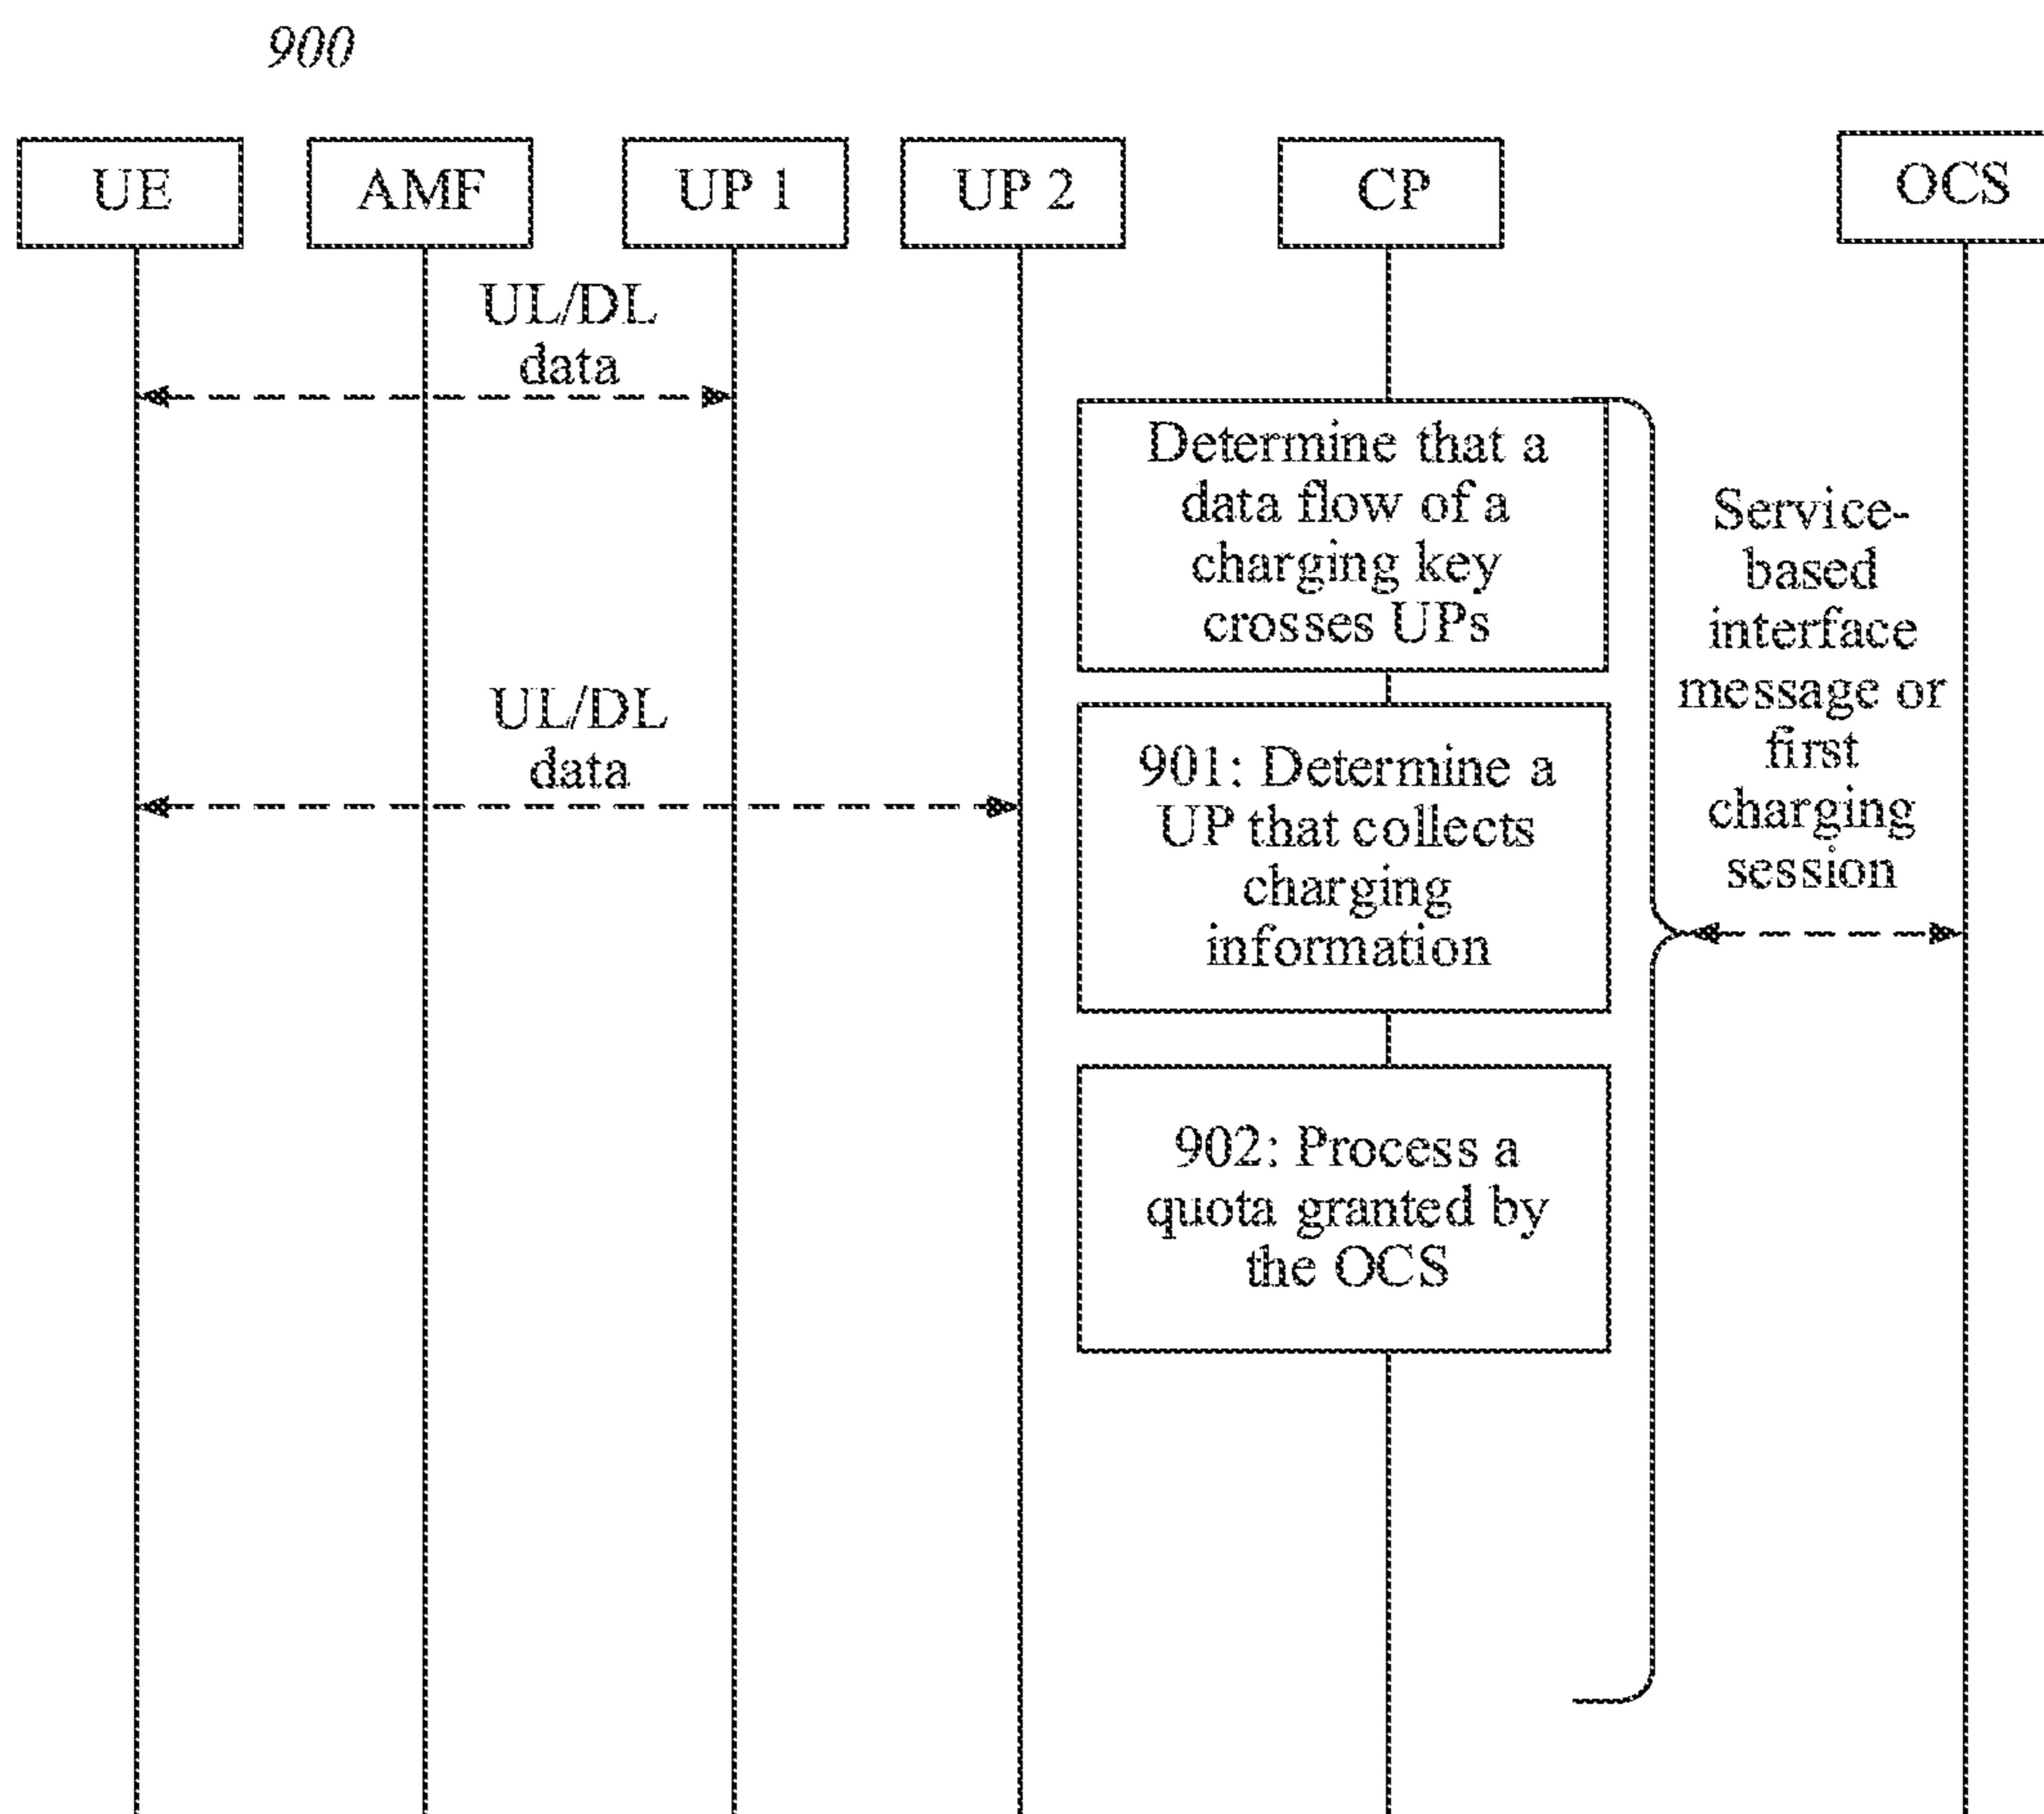 900
UE
AMF
UP 1
UP 2
CP
OCS
UL/DL
data
Determine that a
data flow of a
charging key
crosses UPs
Service-
based
interface
message or
first
charging
session
UL/DL
data
901: Determine a
UP that collects
charging
information
902: Process a
quota granted by
the OCS